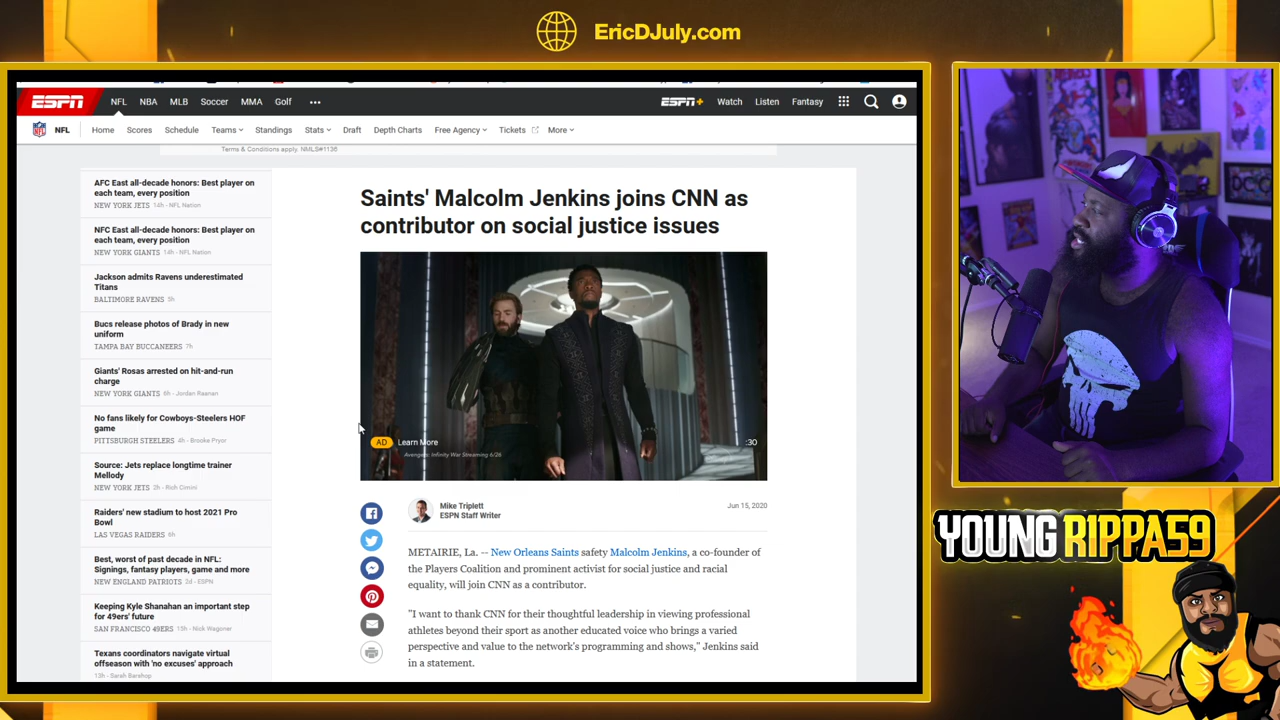 EricDJuly.com
ESPN NFL NBA MLB Soccer MMA Golf ... ESPN+ Watch Listen Fantasy
NFL Home Scores Schedule Teams Standings Stats Draft Depth Charts Free Agency Tickets More
Terms & Conditions apply. NMLS#1136
AFC East all-decade honors: Best player on
each team, every position
NEW YORK JETS 14h - NFL Nation
NFC East all-decade honors: Best player on
each team, every position
NEW YORK GIANTS 14h - NFL Nation
Jackson admits Ravens underestimated
Titans
BALTIMORE RAVENS 5h
Bucs release photos of Brady in new
uniform
TAMPA BAY BUCCANEERS 7h
Giants' Rosas arrested on hit-and-run
charge
NEW YORK GIANTS 6h - Jordan Raanan
No fans likely for Cowboys-Steelers HOF
game
PITTSBURGH STEELERS 4h - Brooke Pryor
Source: Jets replace longtime trainer
Mellody
NEW YORK JETS 2h - Rich Cimini
Raiders' new stadium to host 2021 Pro
Bowl
LAS VEGAS RAIDERS 6h
Best, worst of past decade in NFL:
Signings, fantasy players, game and more
NEW ENGLAND PATRIOTS 2d - ESPN
Keeping Kyle Shanahan an important step
for 49ers' future
SAN FRANCISCO 49ERS 15h - Nick Wagoner
Texans coordinators navigate virtual
offseason with 'no excuses' approach
13h - Sarah Barshop
Saints' Malcolm Jenkins joins CNN as
contributor on social justice issues
AD Learn More :30
Avengers: Infinity War Streaming 6/26
Mike Triplett
ESPN Staff Writer
Jun 15, 2020
METAIRIE, La. -- New Orleans Saints safety Malcolm Jenkins, a co-founder of
the Players Coalition and prominent activist for social justice and racial
equality, will join CNN as a contributor.
"I want to thank CNN for their thoughtful leadership in viewing professional
athletes beyond their sport as another educated voice who brings a varied
perspective and value to the network's programming and shows," Jenkins said
in a statement.
YOUNG RIPPA59